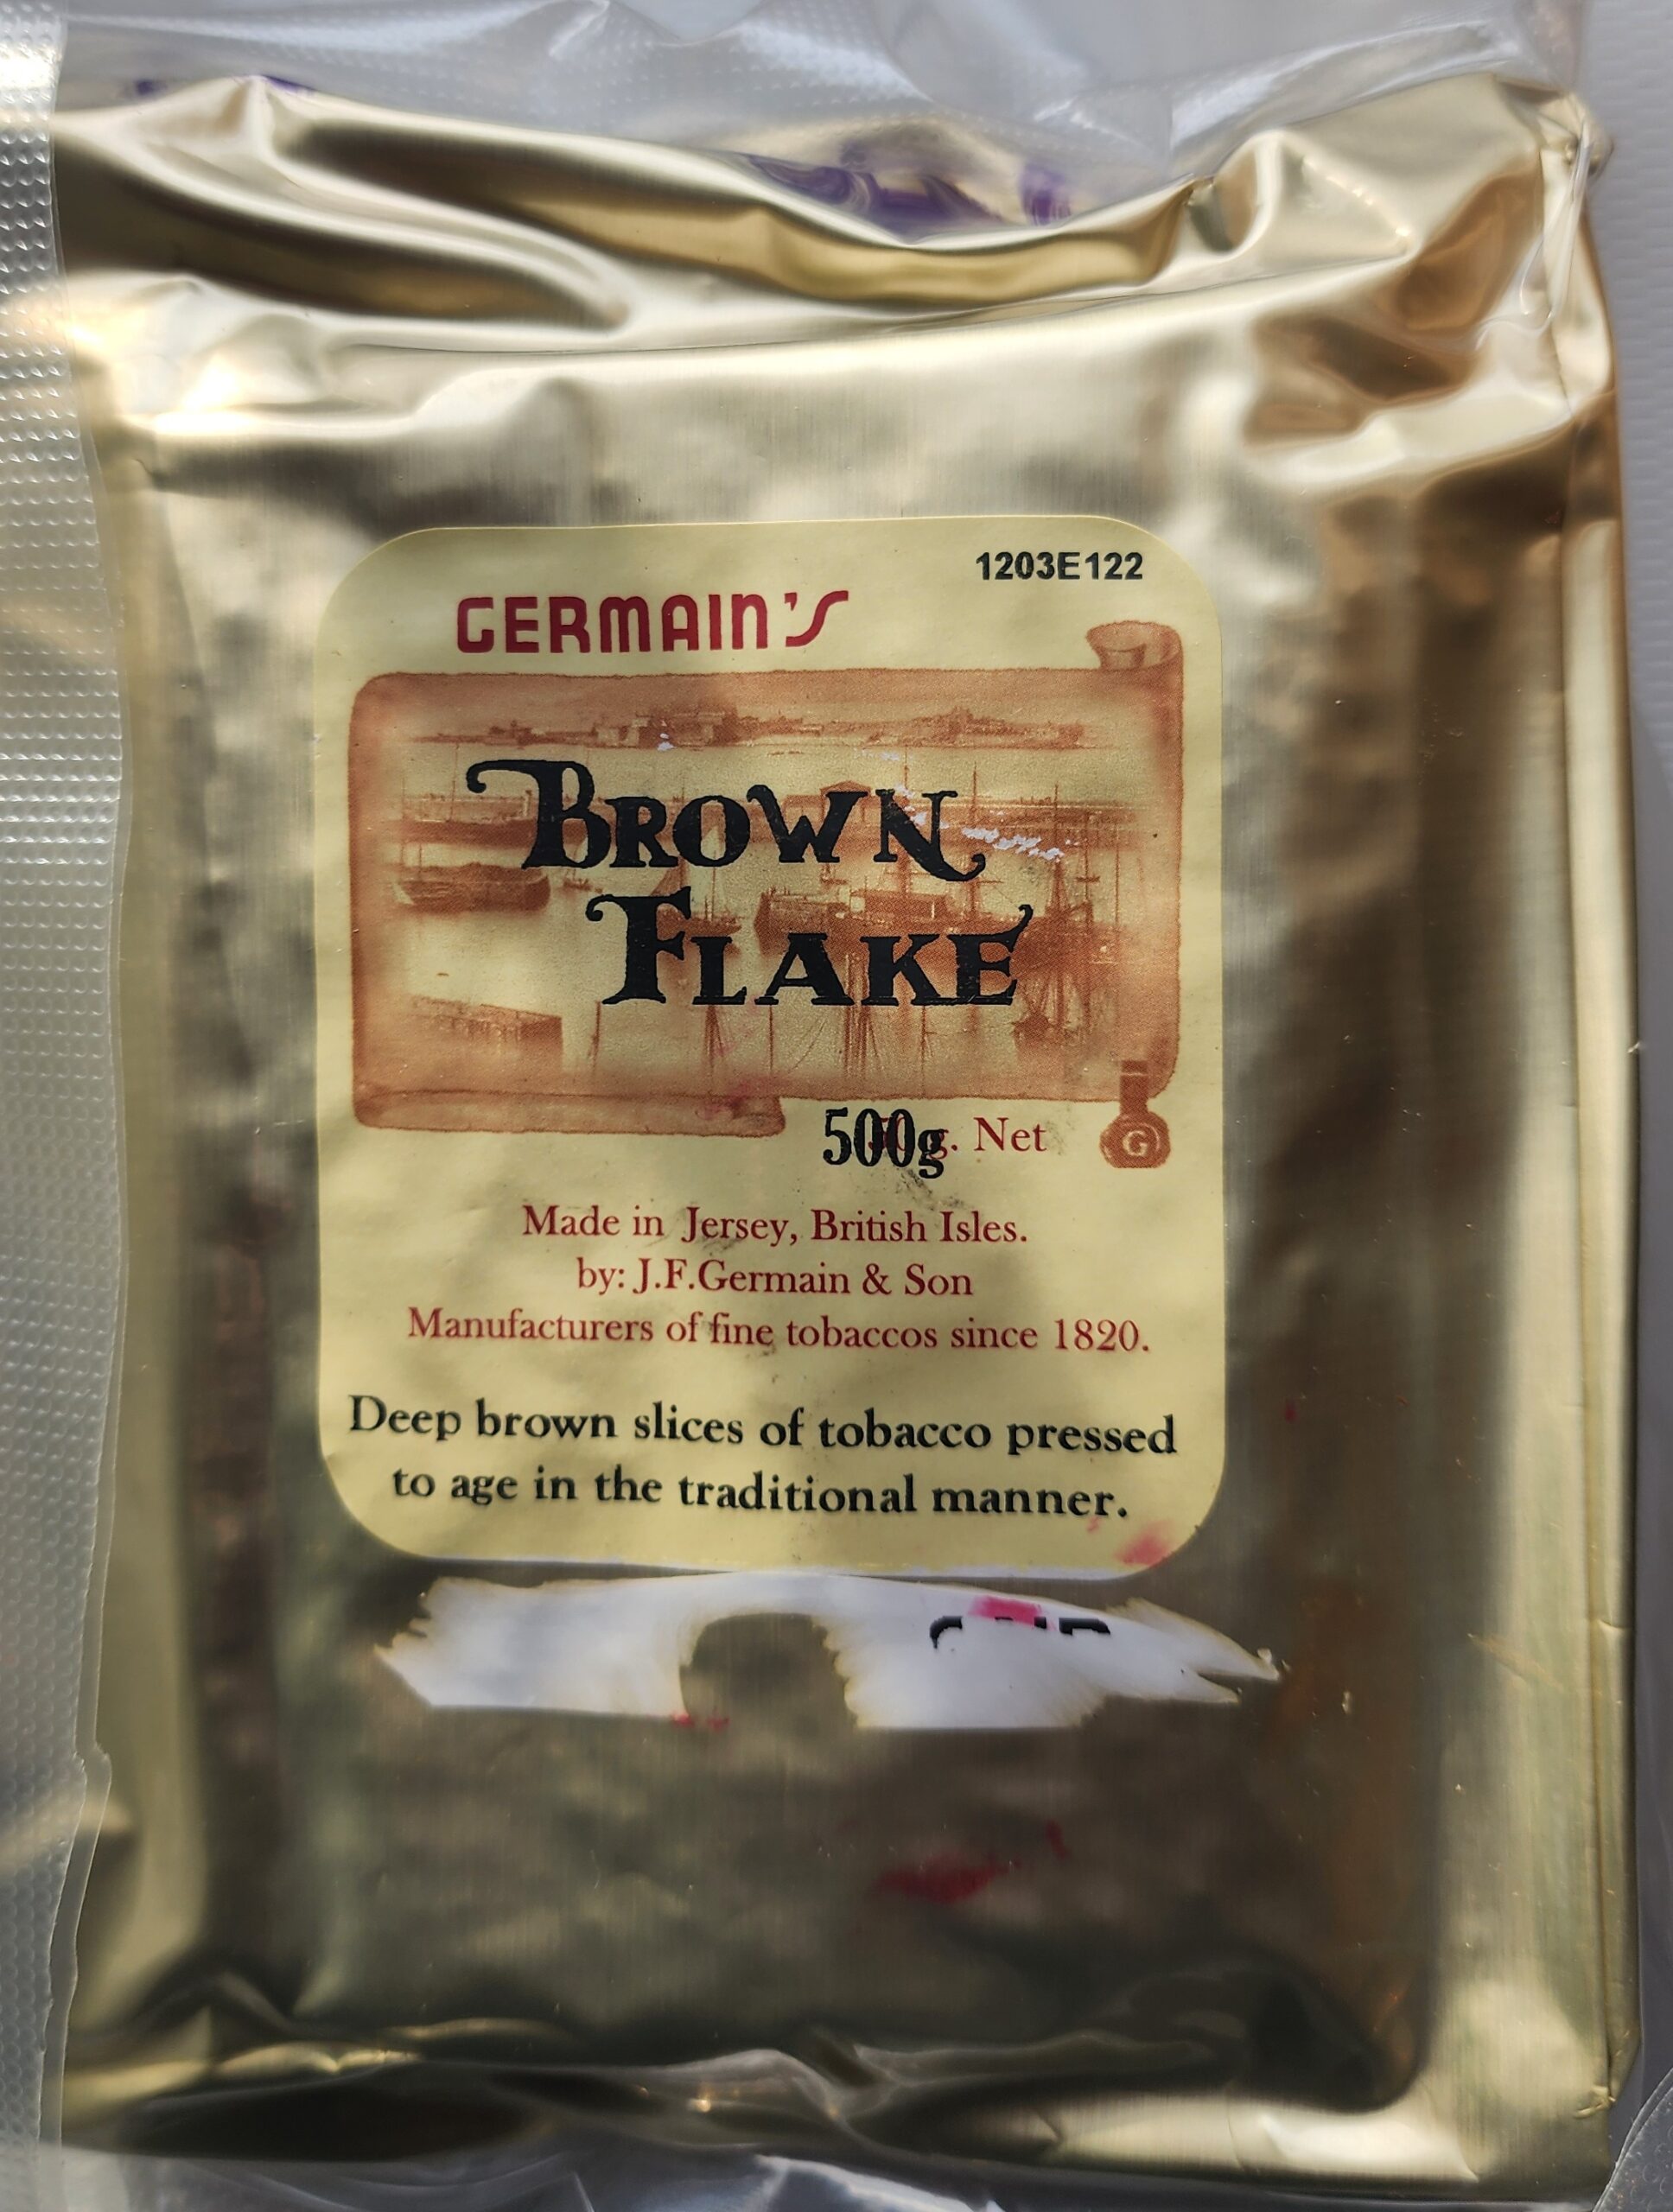 1203E122
GERMAIN'S
BROWN
FLAKE
500g. Net
G
Made in Jersey, British Isles.
by: J.F.Germain & Son
Manufacturers of fine tobaccos since 1820.
Deep brown slices of tobacco pressed
to age in the traditional manner.